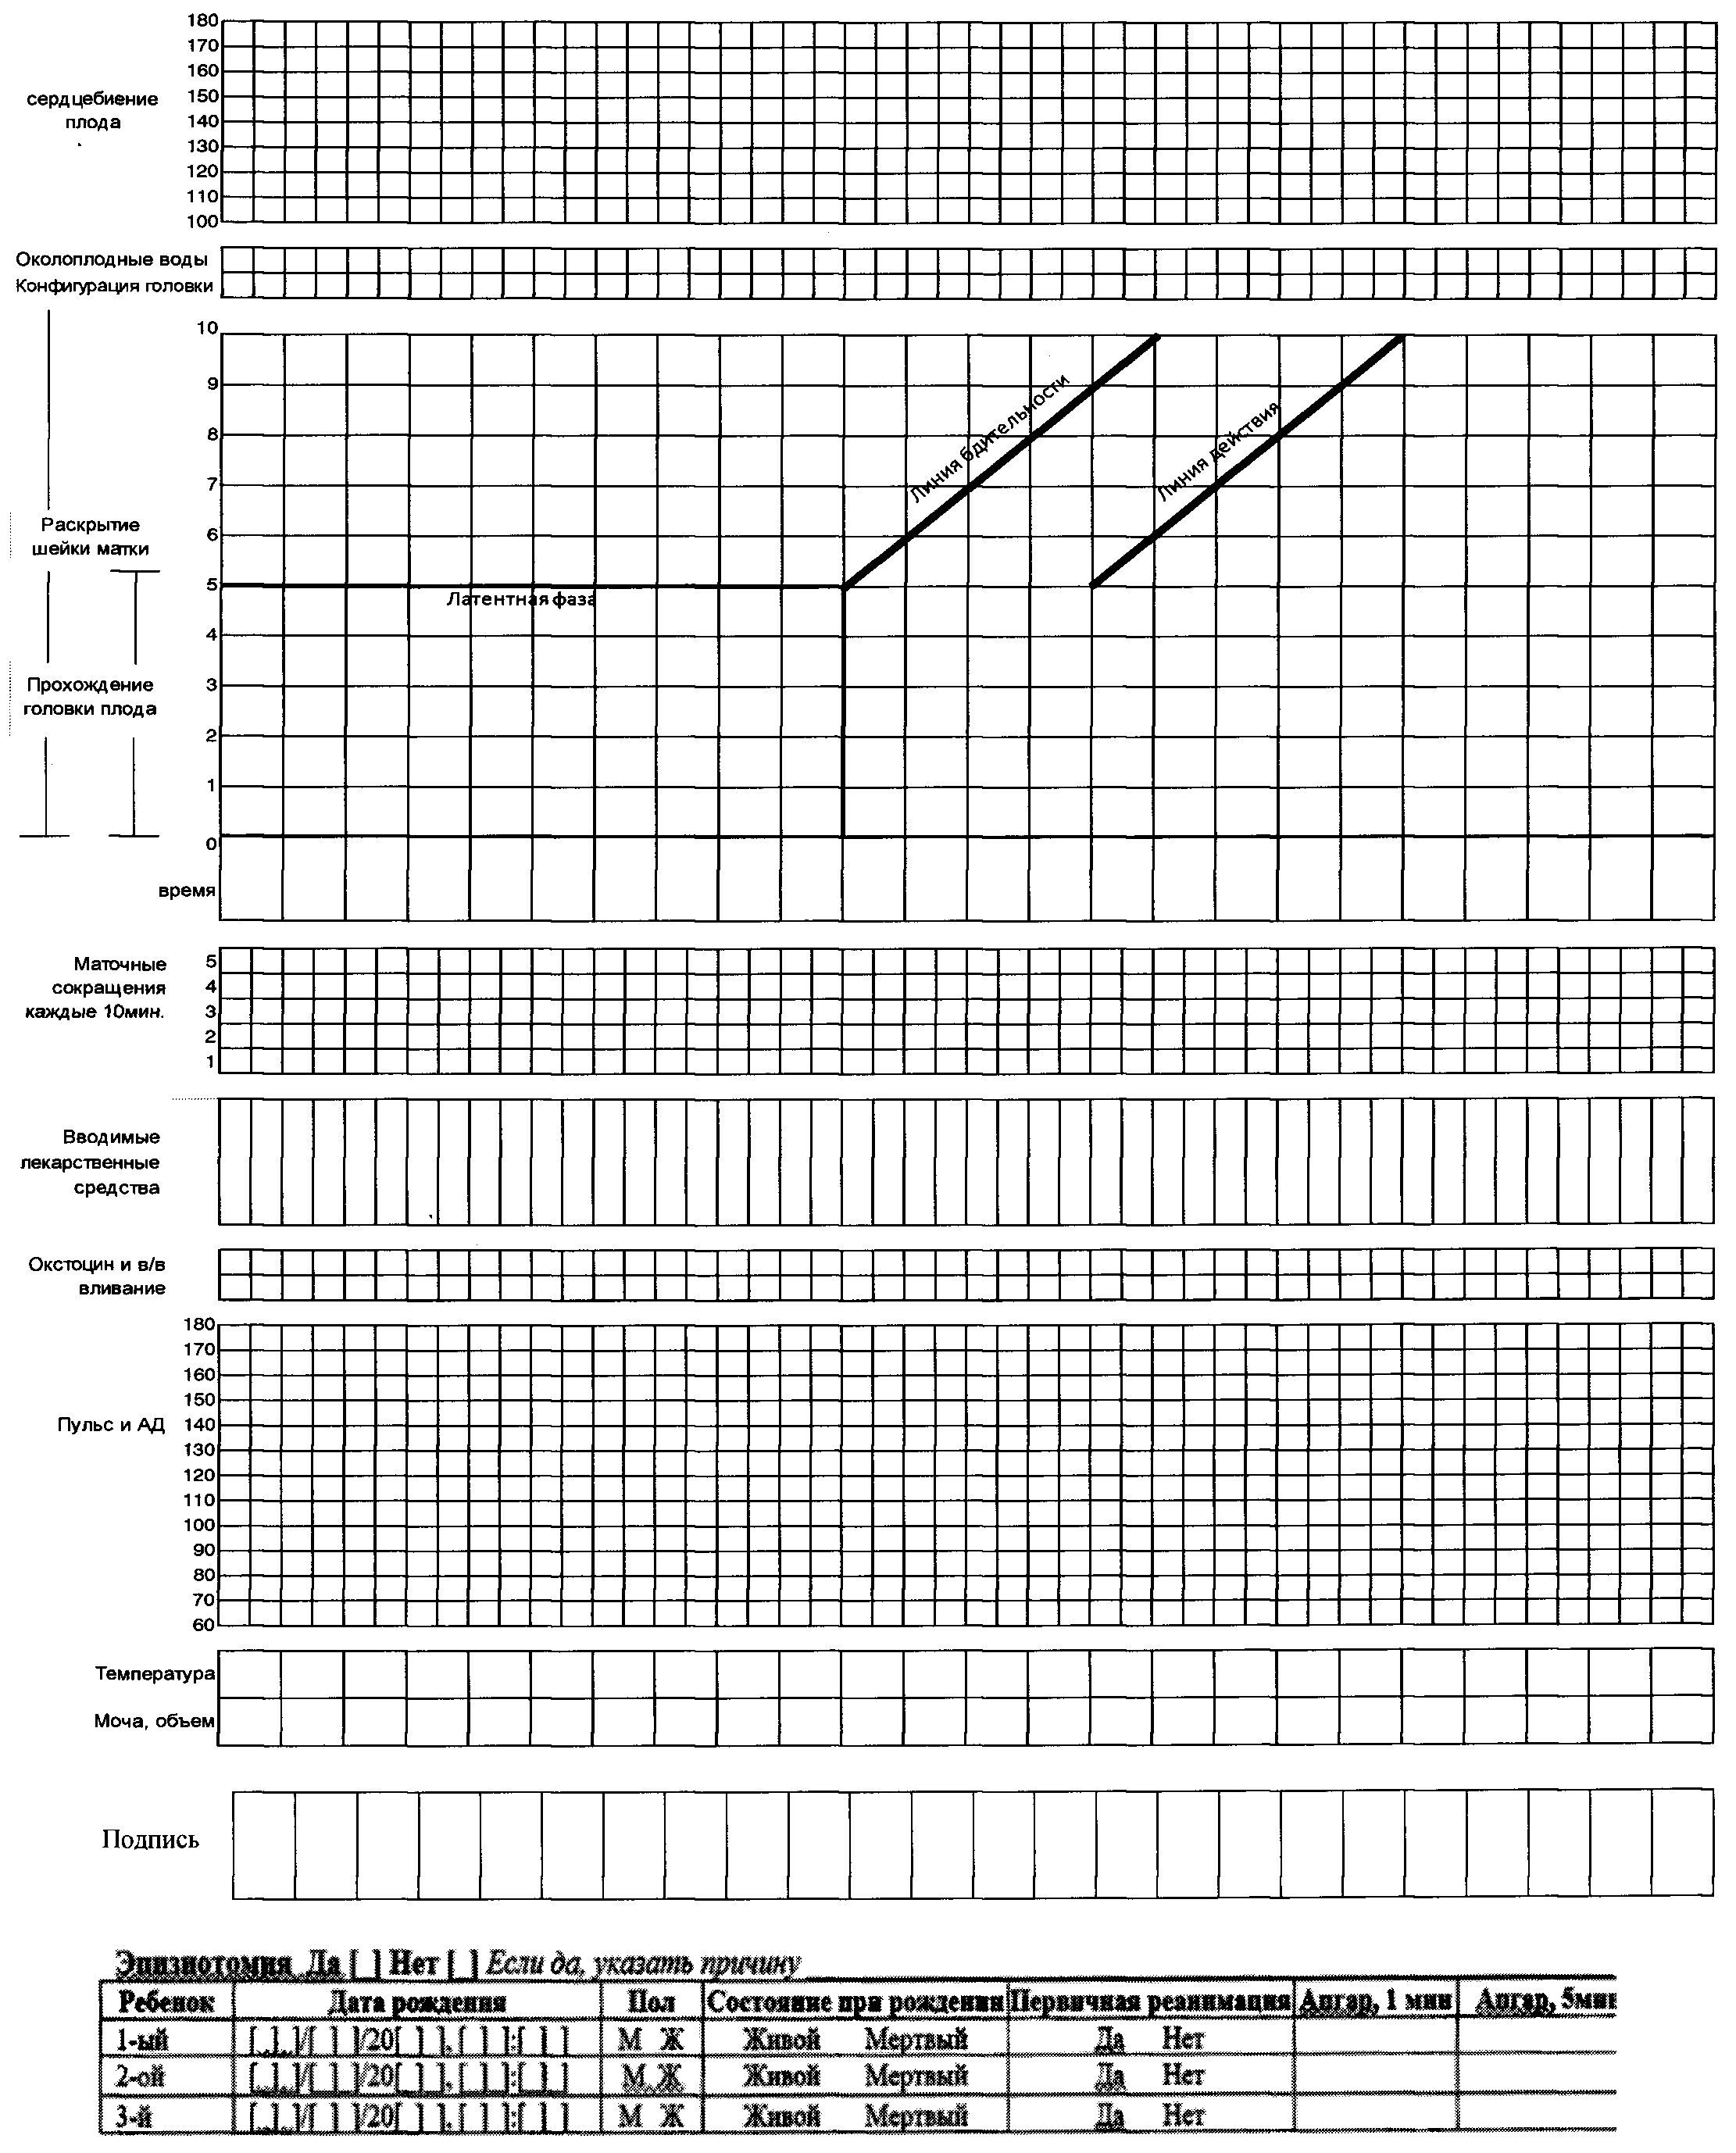 180
170
160
сердцебиение 150
плода 140
130
120
110
100
Околоплодные воды
Конфигурация головки
10
9
8
7
6
5
4
3
2
1
0
Линия бдительности
Линия действия
Латентная фаза
Раскрытие
шейки матки
Прохождение
головки плода
время
Маточные 5
сокращения 4
каждые 10мин. 3
2
1
Вводимые
лекарственные
средства
Окстоцин и в/в
вливание
180
170
160
150
Пульс и АД 140
130
120
110
100
90
80
70
60
Температура
Моча, объем
Подпись
Эпизиотомия Да [ ] Нет [ ] Если да, указать причину
Ребенок Дата рождения Пол Состояние при рождении Первичная реанимация Апгар, 1 мин Апгар, 5мин
1-ый [ ]/[ ]/20[ ], [ ]:[ ] М Ж Живой Мертвый Да Нет
2-ой [ ]/[ ]/20[ ], [ ]:[ ] М Ж Живой Мертвый Да Нет
3-й [ ]/[ ]/20[ ], [ ]:[ ] М Ж Живой Мертвый Да Нет